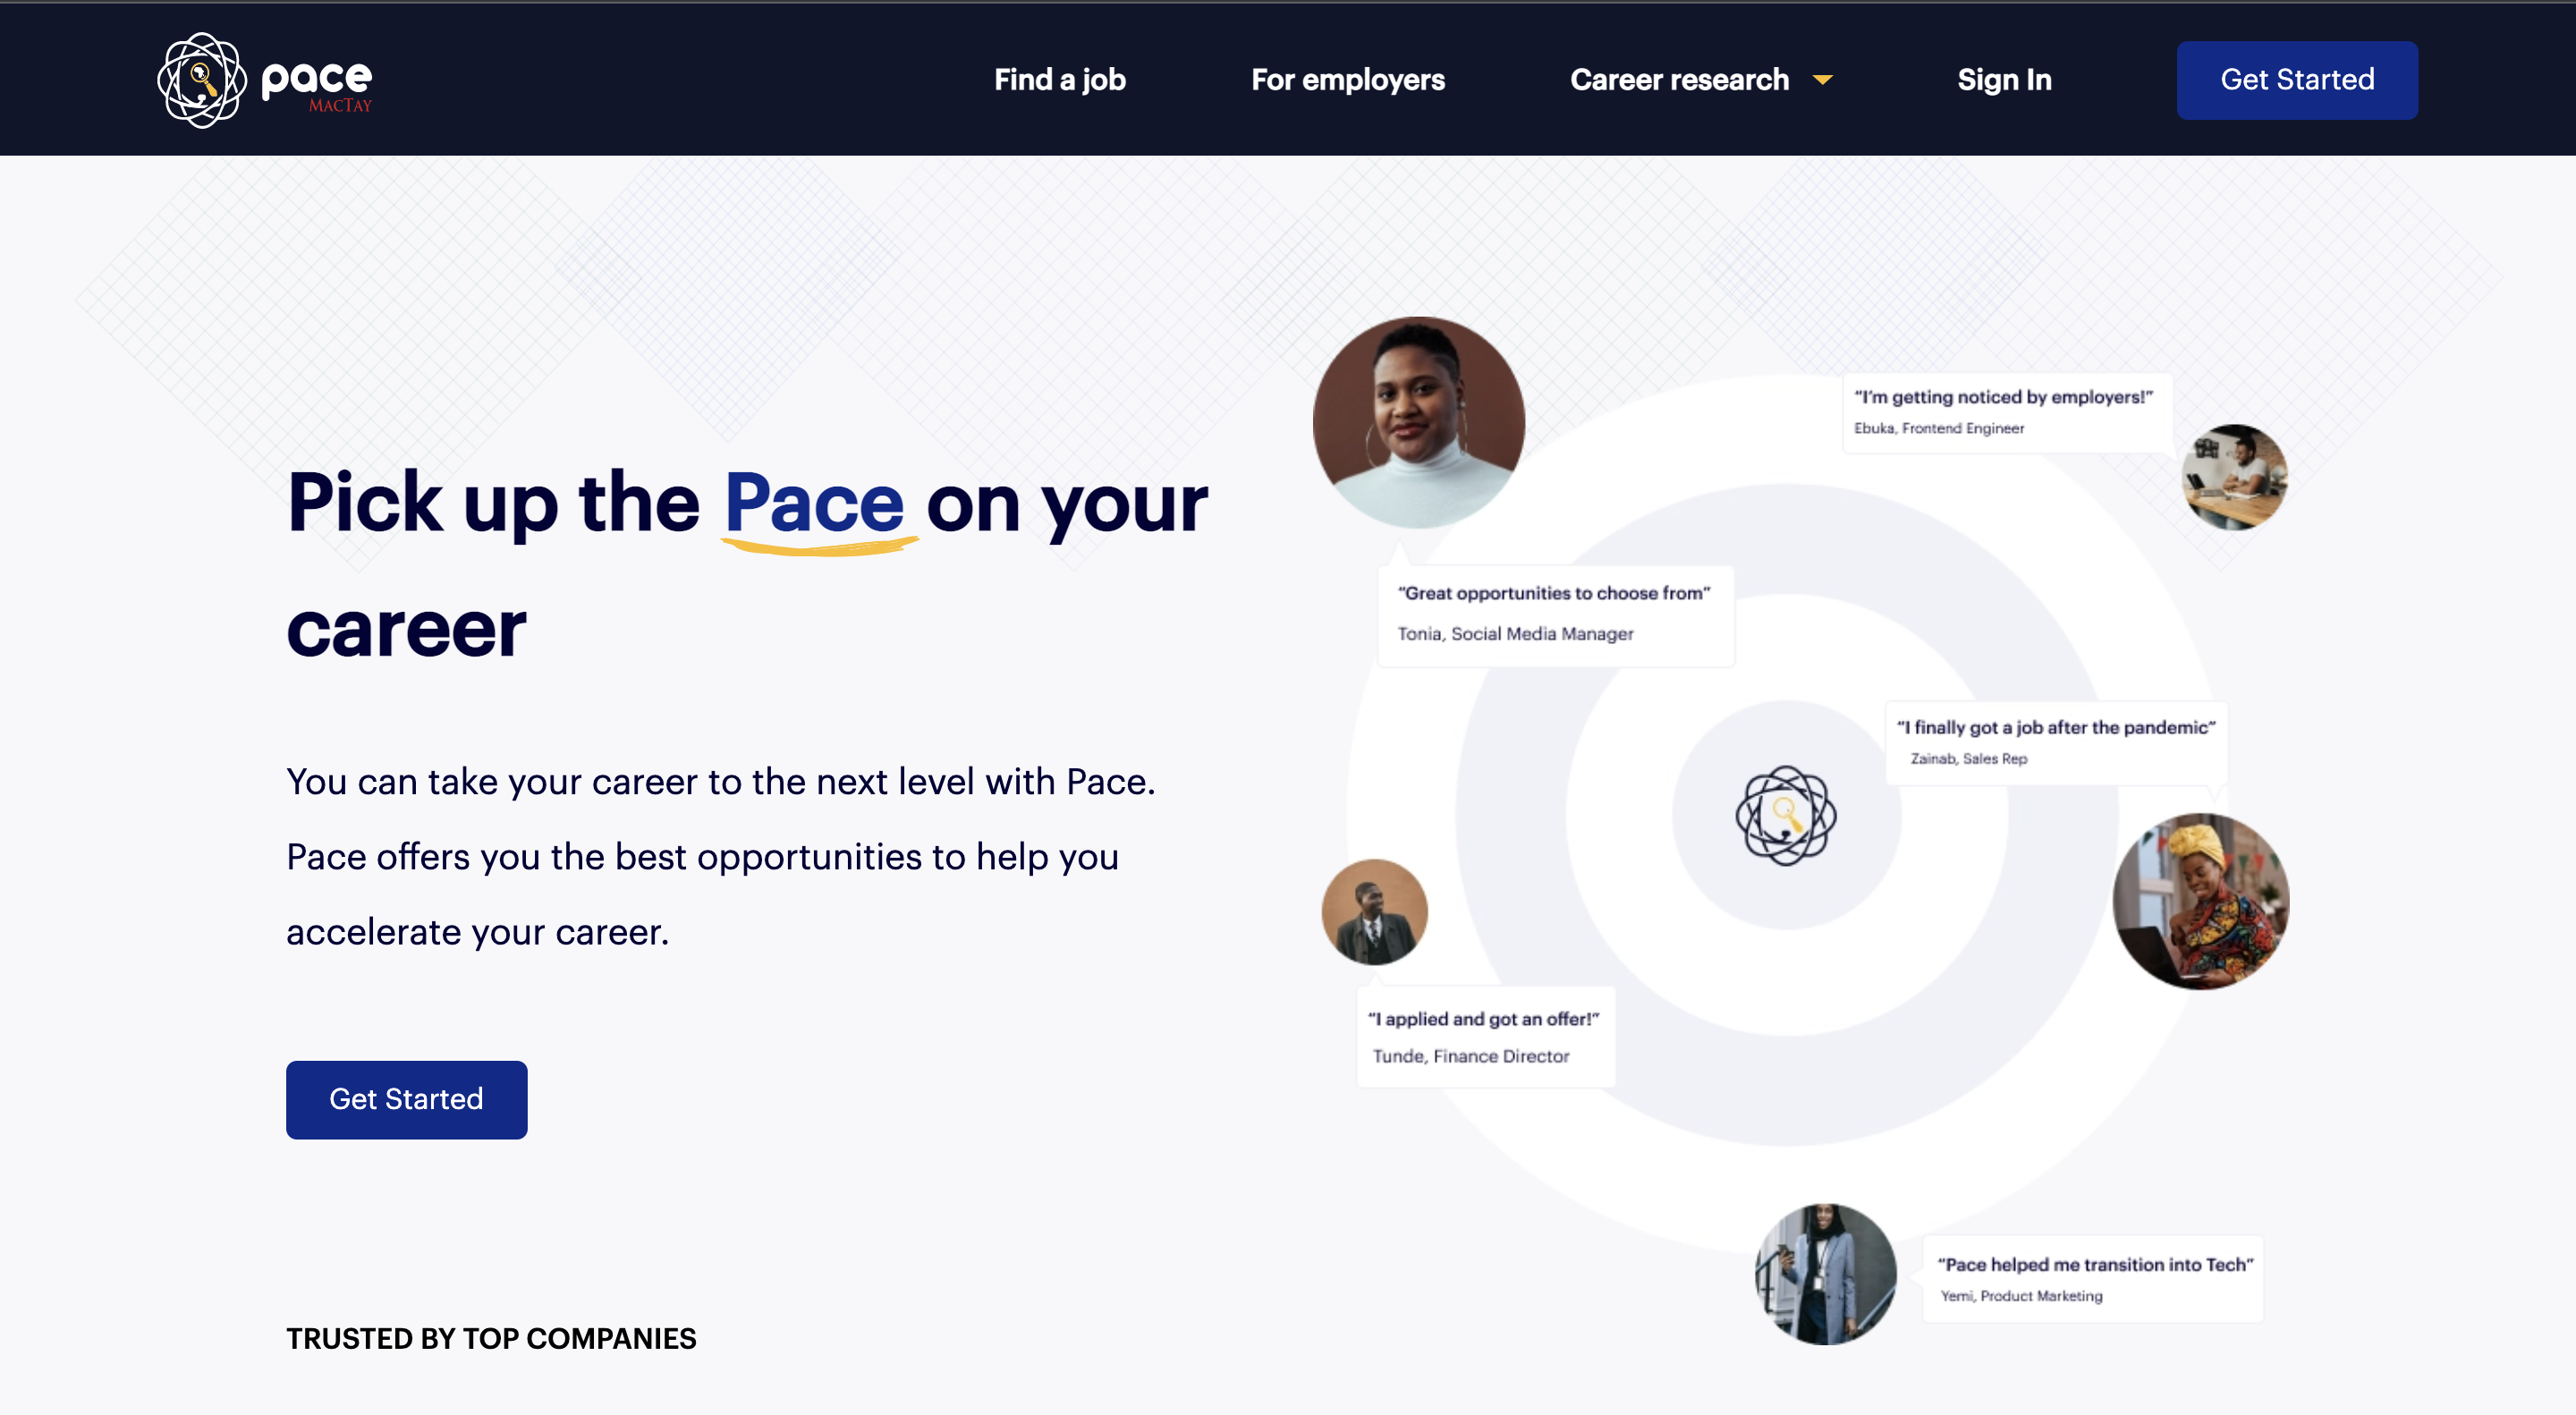 pace
MACTAY
Find a job
For employers
Career research
Sign In
Get Started
Pick up the Pace on your
career
You can take your career to the next level with Pace.
Pace offers you the best opportunities to help you
accelerate your career.
Get Started
TRUSTED BY TOP COMPANIES
“I’m getting noticed by employers!”
Ebuka, Frontend Engineer
“Great opportunities to choose from”
Tonia, Social Media Manager
“I finally got a job after the pandemic”
Zainab, Sales Rep
“I applied and got an offer!”
Tunde, Finance Director
“Pace helped me transition into Tech”
Yemi, Product Marketing